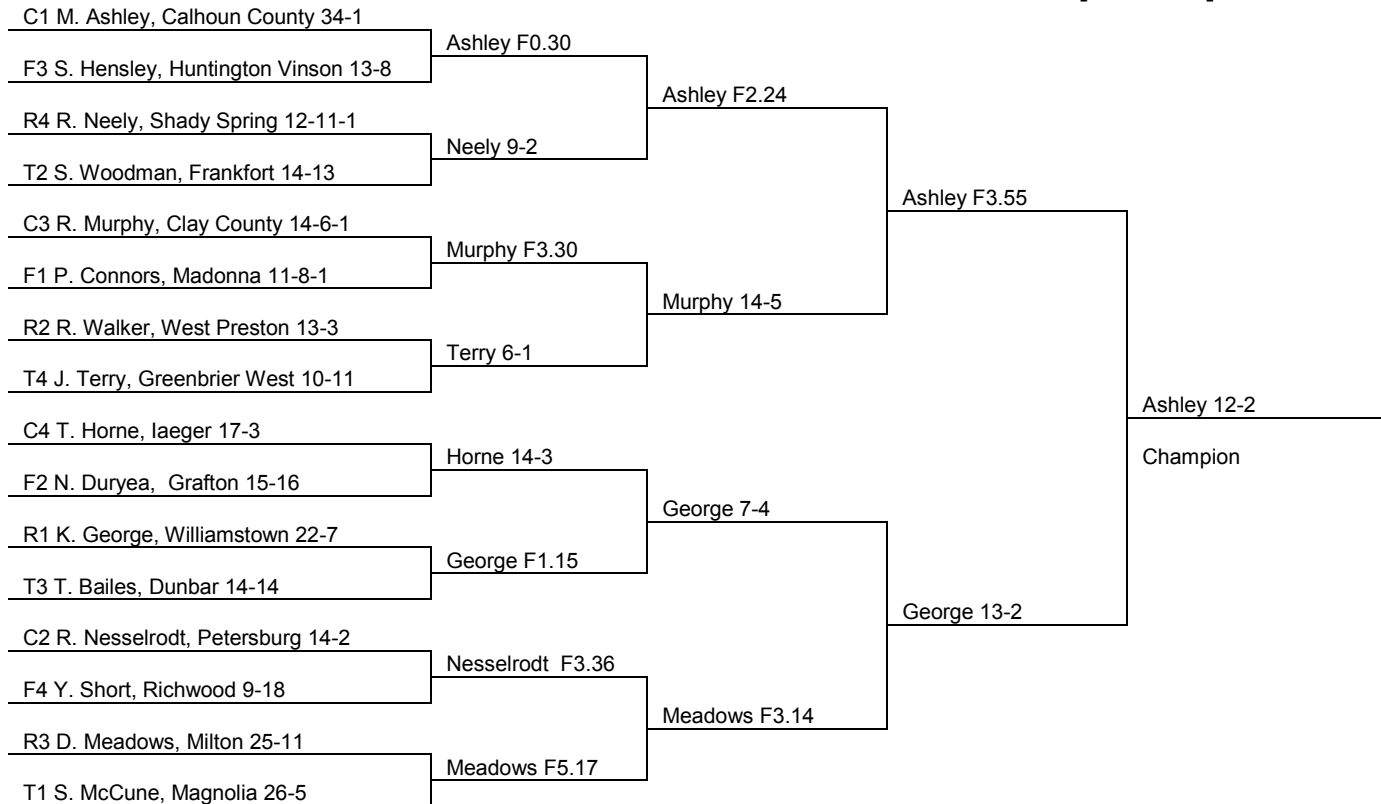 C1 M. Ashley, Calhoun County 34-1
Ashley F0.30
F3 S. Hensley, Huntington Vinson 13-8
Ashley F2.24
R4 R. Neely, Shady Spring 12-11-1
Neely 9-2
T2 S. Woodman, Frankfort 14-13
Ashley F3.55
C3 R. Murphy, Clay County 14-6-1
Murphy F3.30
F1 P. Connors, Madonna 11-8-1
Murphy 14-5
R2 R. Walker, West Preston 13-3
Terry 6-1
T4 J. Terry, Greenbrier West 10-11
Ashley 12-2
C4 T. Horne, Iaeger 17-3
Horne 14-3
Champion
F2 N. Duryea, Grafton 15-16
George 7-4
R1 K. George, Williamstown 22-7
George F1.15
T3 T. Bailes, Dunbar 14-14
George 13-2
C2 R. Nesselrodt, Petersburg 14-2
Nesselrodt F3.36
F4 Y. Short, Richwood 9-18
Meadows F3.14
R3 D. Meadows, Milton 25-11
Meadows F5.17
T1 S. McCune, Magnolia 26-5